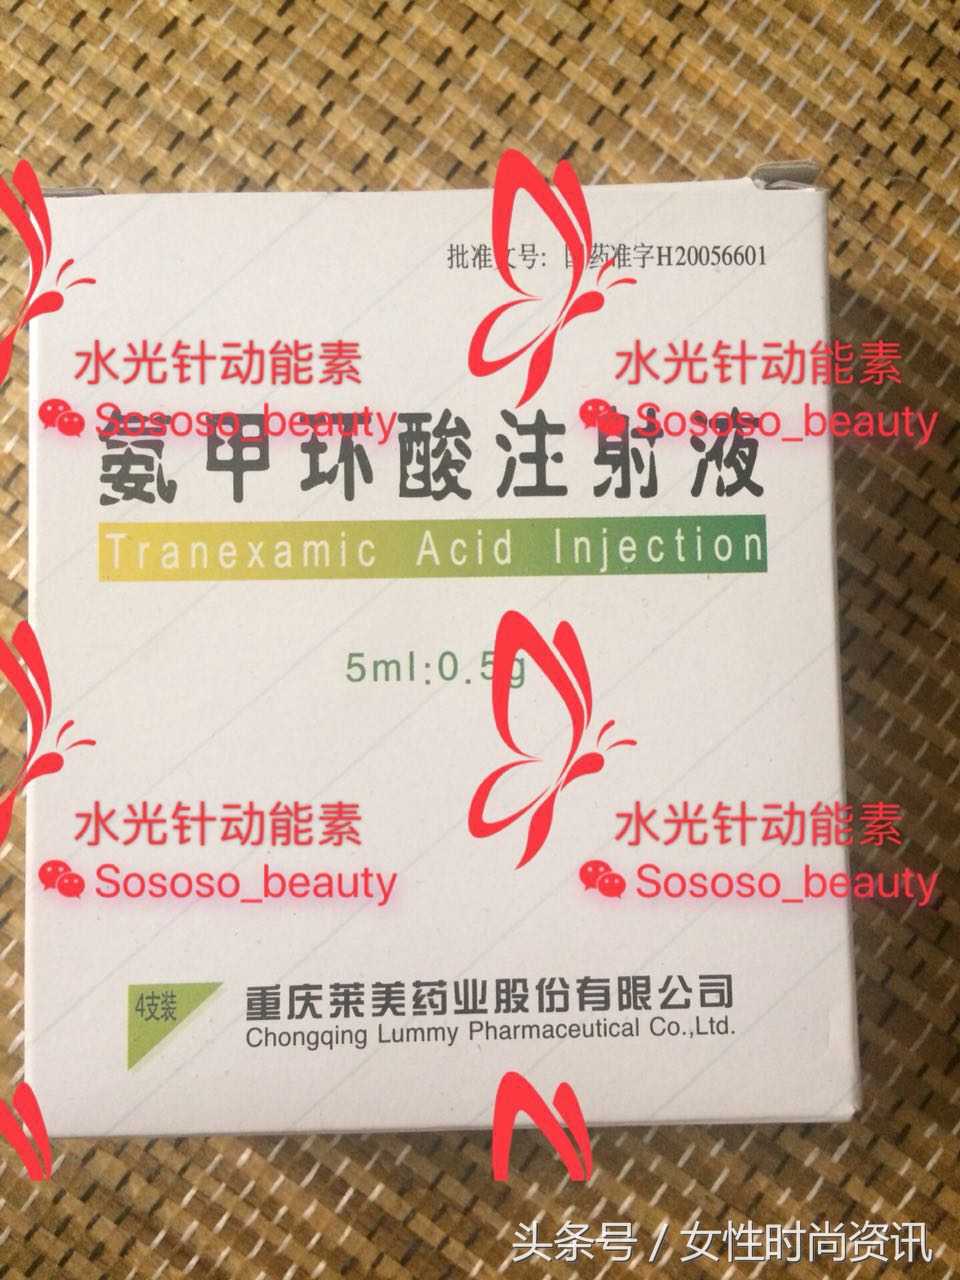 批准文号: 国药准字H20056601
水光针动能素 水光针动能素
Sososo_beauty Sososo_beauty
氨甲环酸注射液
Tranexamic Acid Injection
5ml:0.5g
水光针动能素 水光针动能素
Sososo_beauty Sososo_beauty
4支装
重庆莱美药业股份有限公司
Chongqing Lummy Pharmaceutical Co.,Ltd.
头条号 / 女性时尚资讯